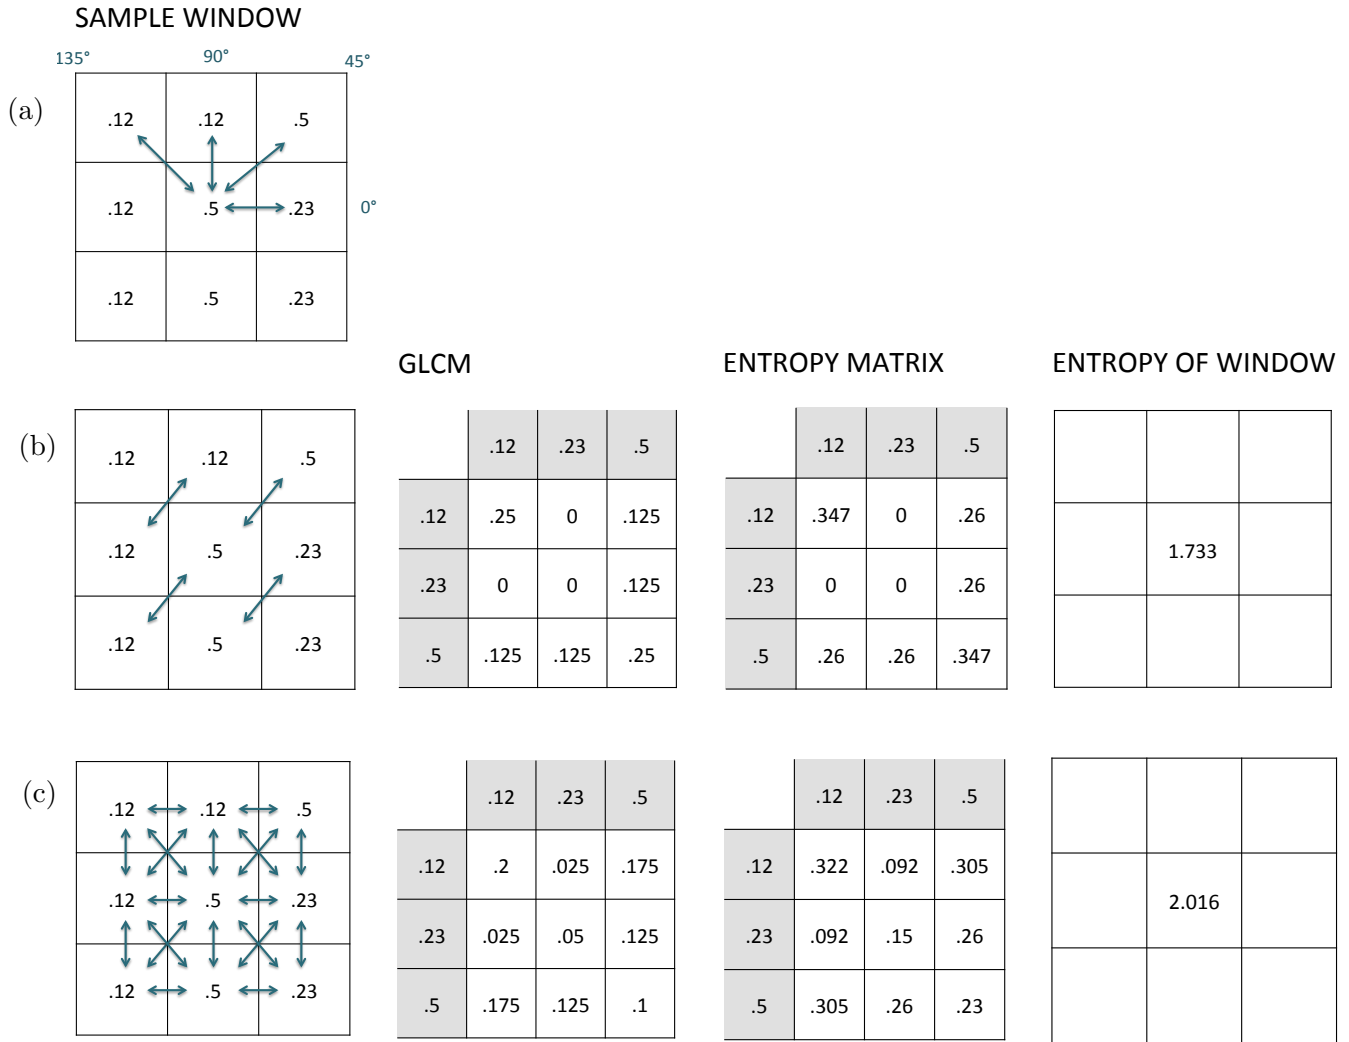 SAMPLE WINDOW
135° 90° 45°
(a)
.12 .12 .5
.12 .5 .23 0°
.12 .5 .23
GLCM ENTROPY MATRIX ENTROPY OF WINDOW
(b)
.12 .12 .5
.12 .5 .23
.12 .5 .23
.12 .23 .5
.12 .25 0 .125
.23 0 0 .125
.5 .125 .125 .25
.12 .23 .5
.12 .347 0 .26
.23 0 0 .26
.5 .26 .26 .347
1.733
(c)
.12 .12 .5
.12 .5 .23
.12 .5 .23
.12 .23 .5
.12 .2 .025 .175
.23 .025 .05 .125
.5 .175 .125 .1
.12 .23 .5
.12 .322 .092 .305
.23 .092 .15 .26
.5 .305 .26 .23
2.016